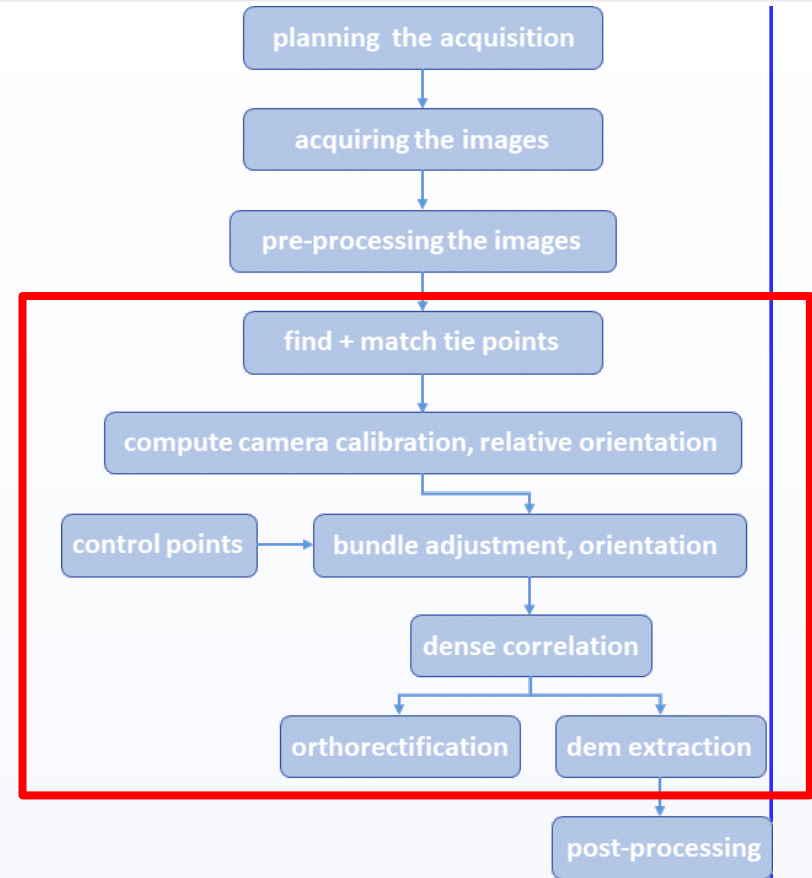 planning the acquisition
acquiring the images
pre-processing the images
find + match tie points
compute camera calibration, relative orientation
control points
bundle adjustment, orientation
dense correlation
orthorectification
dem extraction
post-processing